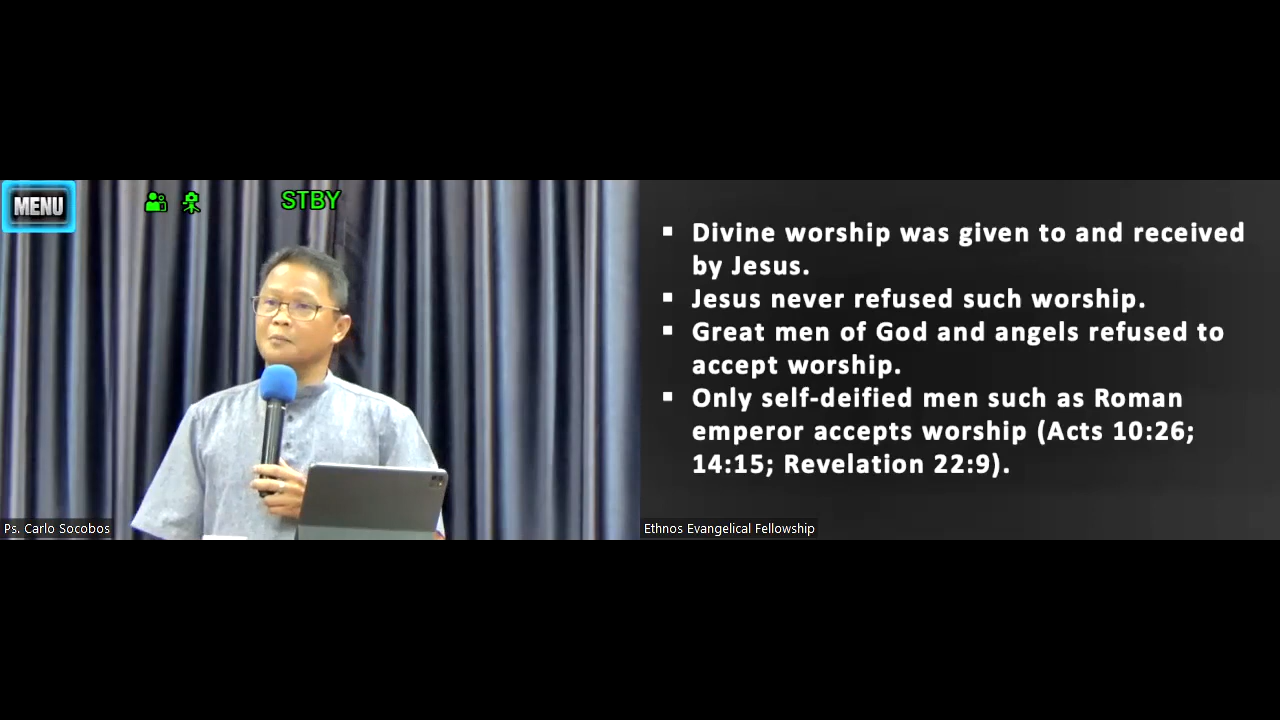 MENU
STBY
Ps. Carlo Socobos
▪ Divine worship was given to and received
by Jesus.
▪ Jesus never refused such worship.
▪ Great men of God and angels refused to
accept worship.
▪ Only self-deified men such as Roman
emperor accepts worship (Acts 10:26;
14:15; Revelation 22:9).
Ethnos Evangelical Fellowship